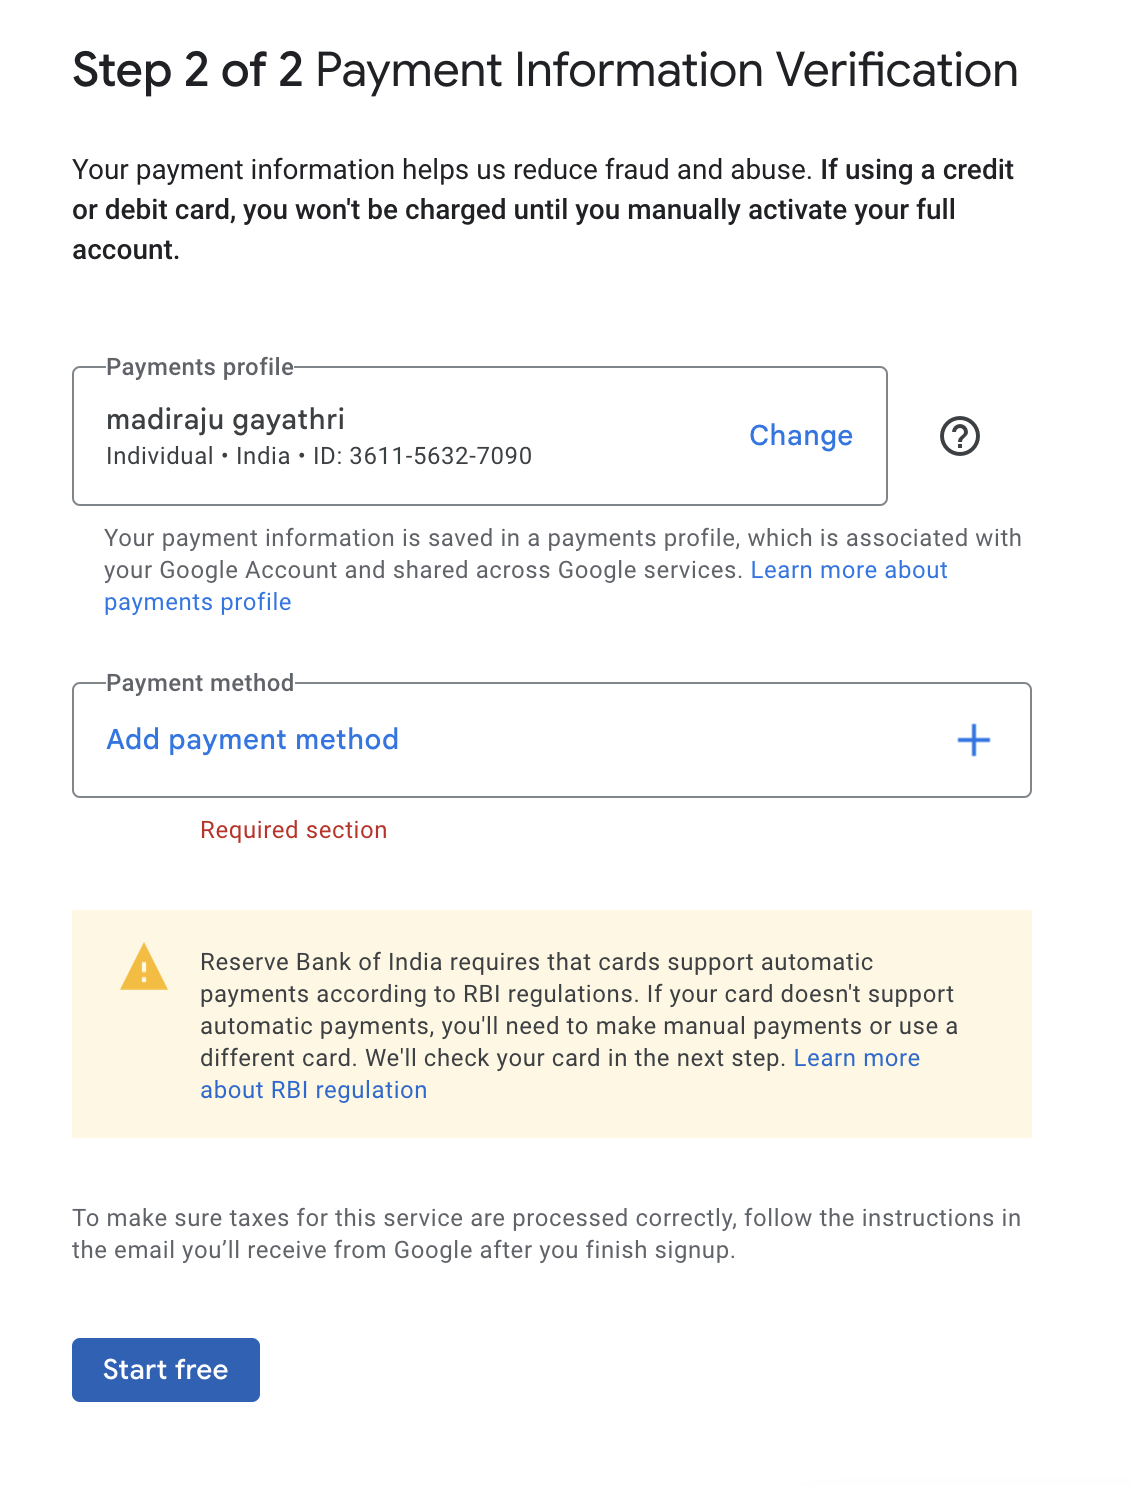 Step 2 of 2 Payment Information Verification
Your payment information helps us reduce fraud and abuse. If using a credit
or debit card, you won't be charged until you manually activate your full
account.
Payments profile
madiraju gayathri
Individual • India • ID: 3611-5632-7090
Change
Your payment information is saved in a payments profile, which is associated with
your Google Account and shared across Google services. Learn more about
payments profile
Payment method
Add payment method
Required section
Reserve Bank of India requires that cards support automatic
payments according to RBI regulations. If your card doesn't support
automatic payments, you'll need to make manual payments or use a
different card. We'll check your card in the next step. Learn more
about RBI regulation
To make sure taxes for this service are processed correctly, follow the instructions in
the email you’ll receive from Google after you finish signup.
Start free